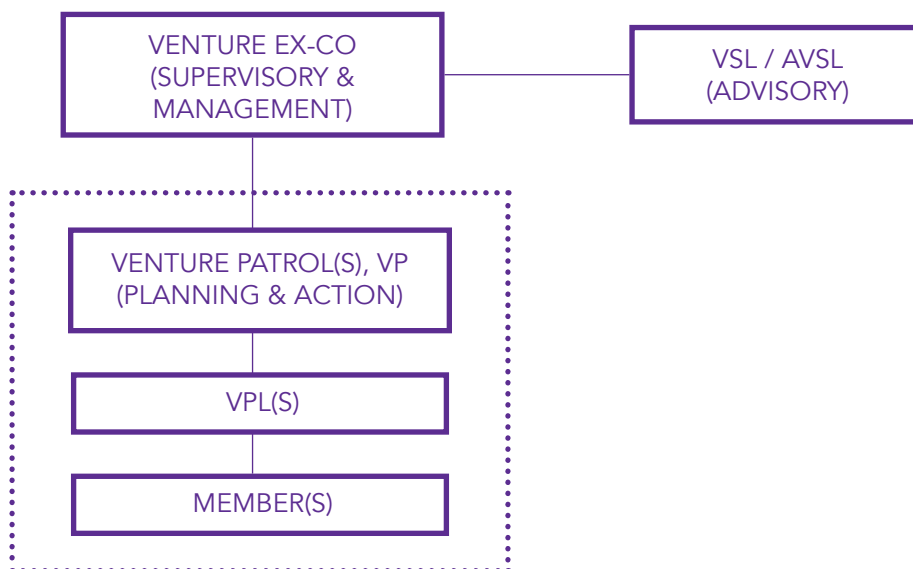 VENTURE EX-CO
(SUPERVISORY &
MANAGEMENT)
VSL / AVSL
(ADVISORY)
VENTURE PATROL(S), VP
(PLANNING & ACTION)
VPL(S)
MEMBER(S)